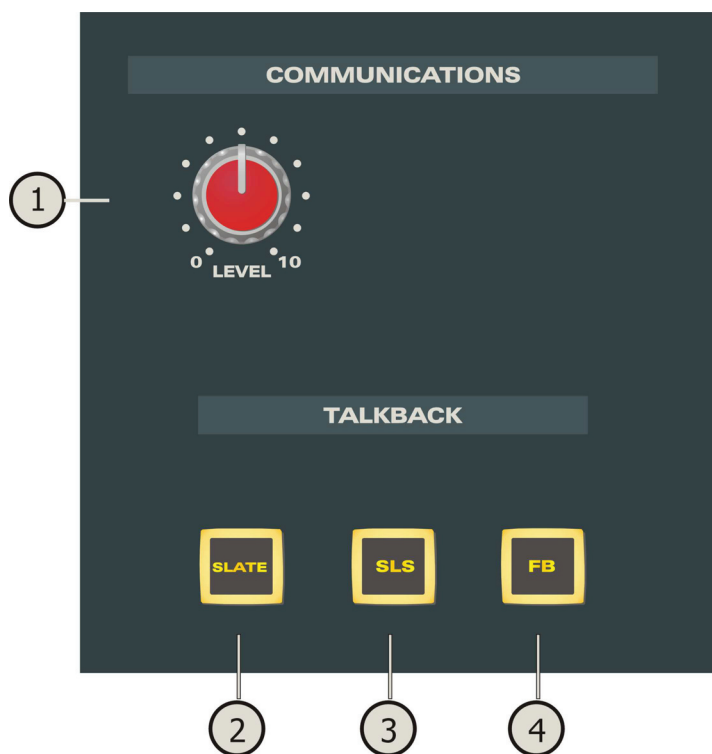 COMMUNICATIONS
1
0 LEVEL 10
TALKBACK
SLATE SLS FB
2 3 4